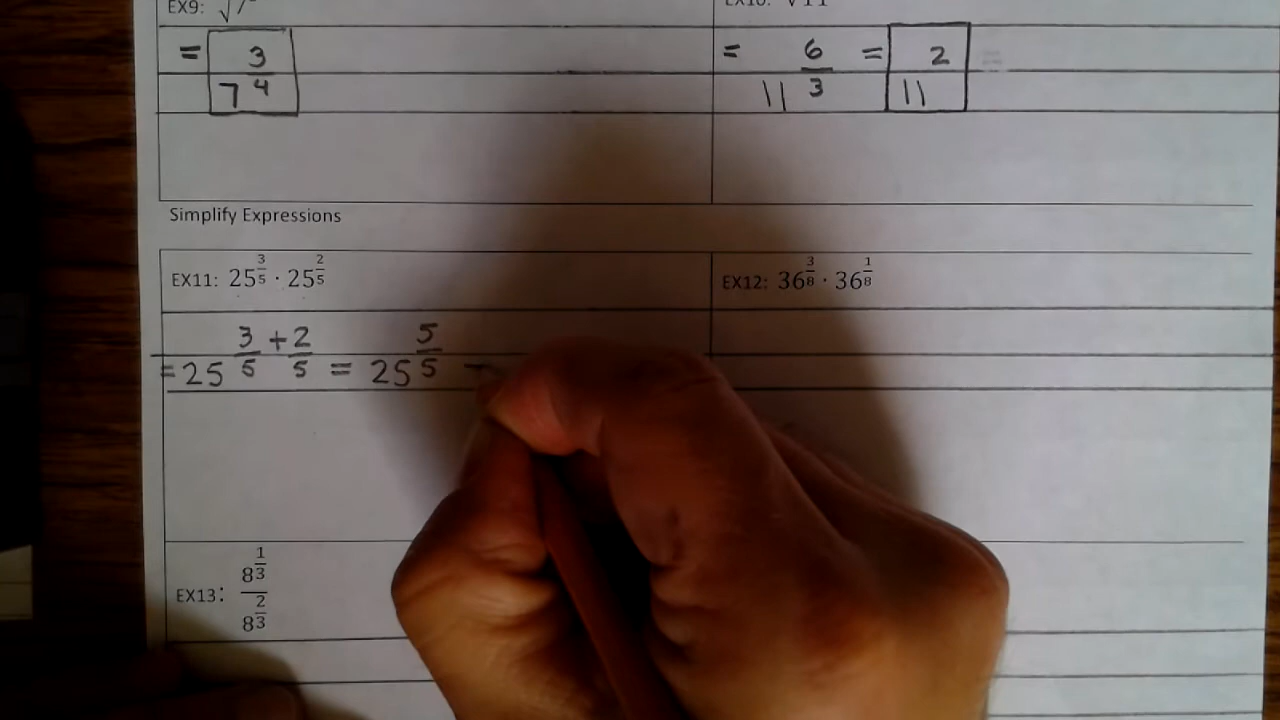 EX9: √7
= 7^(3/4)
= 11^(6/3) = 11^2
Simplify Expressions
EX11: 25^(3/5) · 25^(2/5)
= 25^(3/5 + 2/5) = 25^(5/5)
EX12: 36^(3/8) · 36^(1/8)
EX13: 8^(1/3) / 8^(2/3)